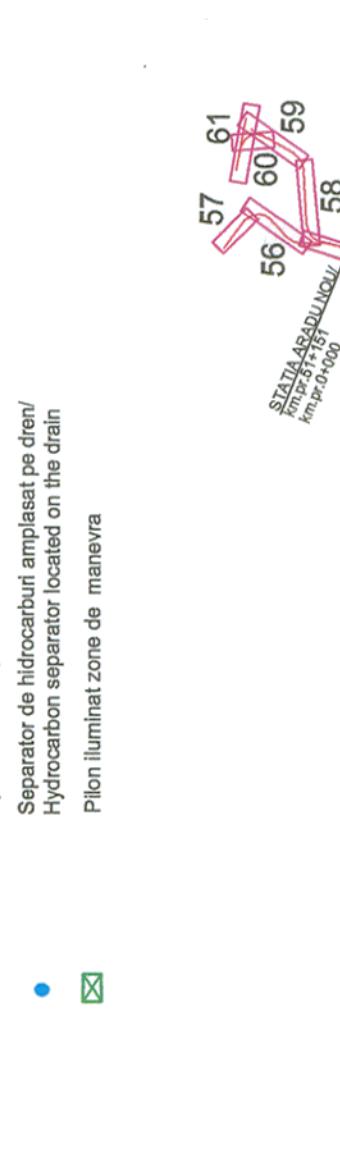 Separator de hidrocarburi amplasat pe dren/
Hydrocarbon separator located on the drain
Pilon iluminat zone de manevra
57
61
56
60
59
58
STATIA ARADU NOU/
km.pr.51+151
km.pr.0+000